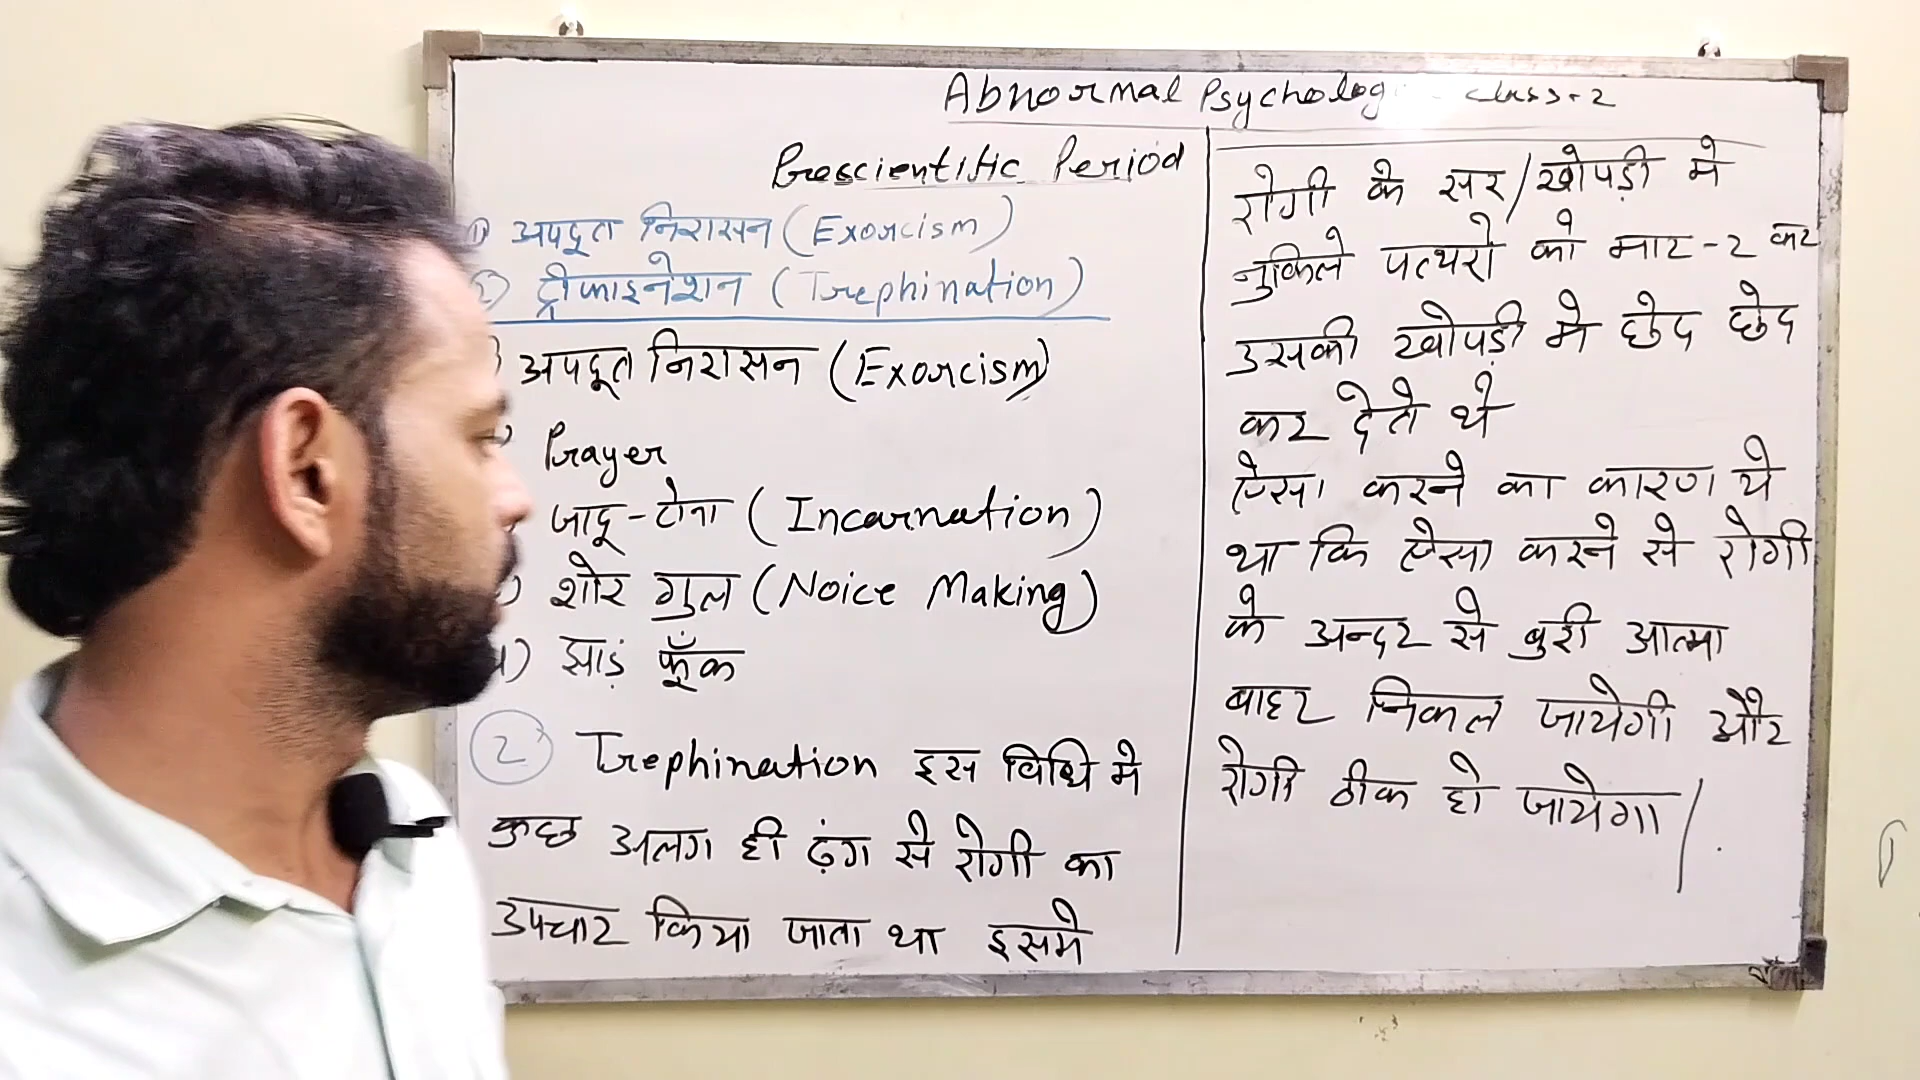 Abnormal Psycholog class-2
Prescientific Period
1) अपदूत निरासन (Exorcism)
2) ट्रीफाइनेशन (Trephination)
अपदूत निरासन (Exorcism)
Prayer
जादू-टोना (Incarnation)
शोर गुल (Noice Making)
झाड़ फूँक
2 Trephination इस विधि मे
कुछ अलग ही ढ़ंग से रोगी का
उपचार किया जाता था इसमे
रोगी के सर/खोपड़ी मे
नुकिले पत्थरो को मार-2 कर
उसकी खोपड़ी मे छेद छेद
कर देते थे
ऐसा करने का कारण ये
था कि ऐसा करने से रोगी
के अन्दर से बुरी आत्मा
बाहर निकल जायेगी और
रोगी ठीक हो जायेगा/